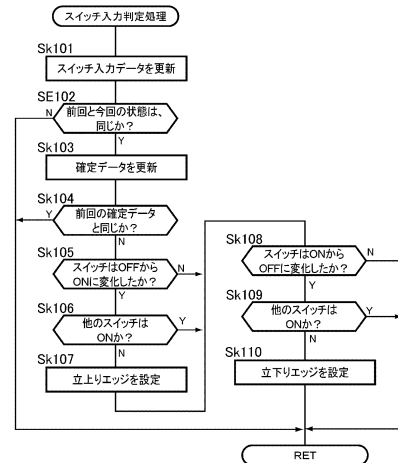 スイッチ入力判定処理
Sk101
スイッチ入力データを更新
SE102
前回と今回の状態は、
同じか？
N
Y
Sk103
確定データを更新
Sk104
前回の確定データ
と同じか？
Y
N
Sk105
スイッチはOFFから
ONに変化したか？
N
Y
Sk106
他のスイッチは
ONか？
Y
N
Sk107
立上りエッジを設定
Sk108
スイッチはONから
OFFに変化したか？
N
Y
Sk109
他のスイッチは
ONか？
Y
N
Sk110
立下りエッジを設定
RET